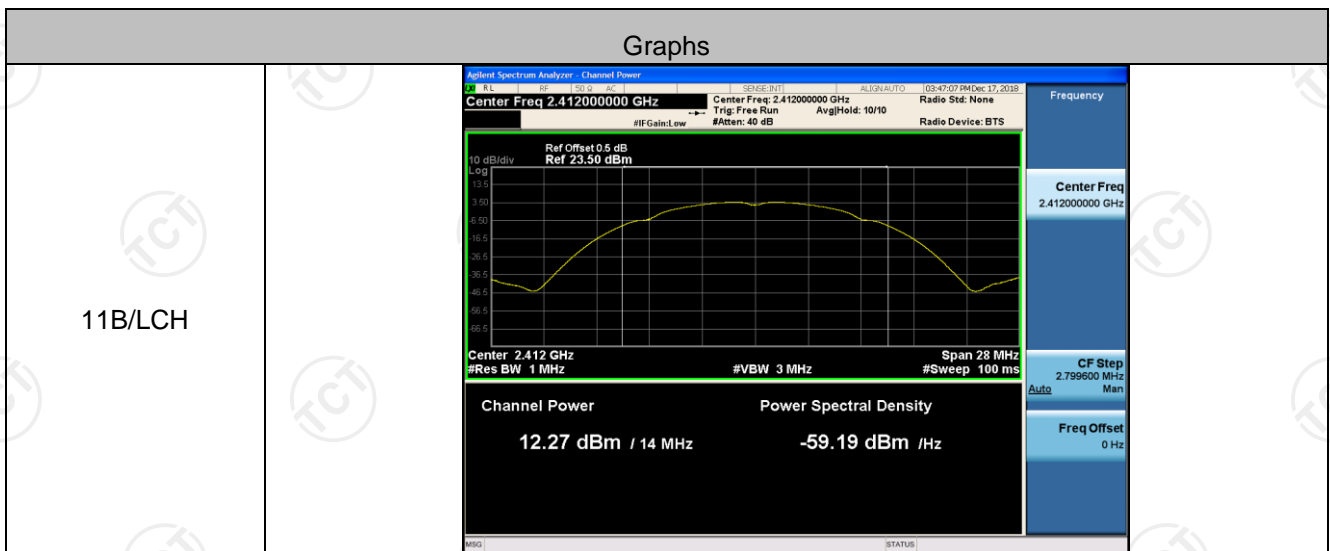 Graphs
11B/LCH
Agilent Spectrum Analyzer - Channel Power
RL RF 50 Ω AC SENSE:INT ALIGNAUTO 03:47:07 PM Dec 17, 2018
Center Freq 2.412000000 GHz
Center Freq: 2.412000000 GHz Radio Std: None
Trig: Free Run Avg|Hold: 10/10
#IFGain:Low #Atten: 40 dB Radio Device: BTS
Ref Offset 0.5 dB
10 dB/div Ref 23.50 dBm
Log
13.5
3.50
-6.50
-16.5
-26.5
-36.5
-46.5
-56.5
-66.5
Center 2.412 GHz Span 28 MHz
#Res BW 1 MHz #VBW 3 MHz #Sweep 100 ms
Channel Power Power Spectral Density
12.27 dBm / 14 MHz -59.19 dBm /Hz
MSG STATUS
Frequency
Center Freq
2.412000000 GHz
CF Step
2.799600 MHz
Auto Man
Freq Offset
0 Hz
TCT
TCT
TCT
TCT